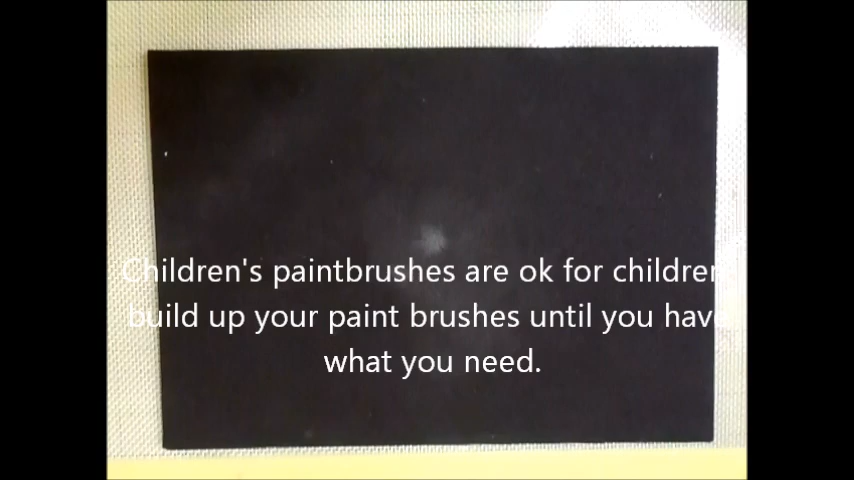 Children's paintbrushes are ok for children
build up your paint brushes until you have
what you need.